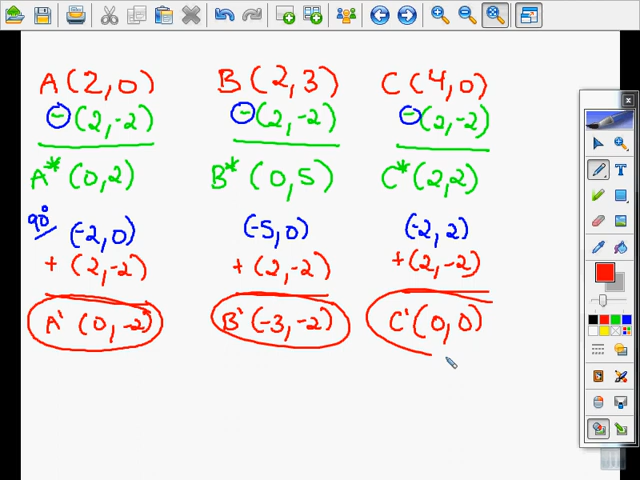 A(2,0) B(2,3) C(4,0)
-(2,-2) -(2,-2) -(2,-2)
A*(0,2) B*(0,5) C*(2,2)
90° (-2,0) (-5,0) (-2,2)
+(2,-2) +(2,-2) +(2,-2)
A'(0,-2) B'(-3,-2) C'(0,0)
T